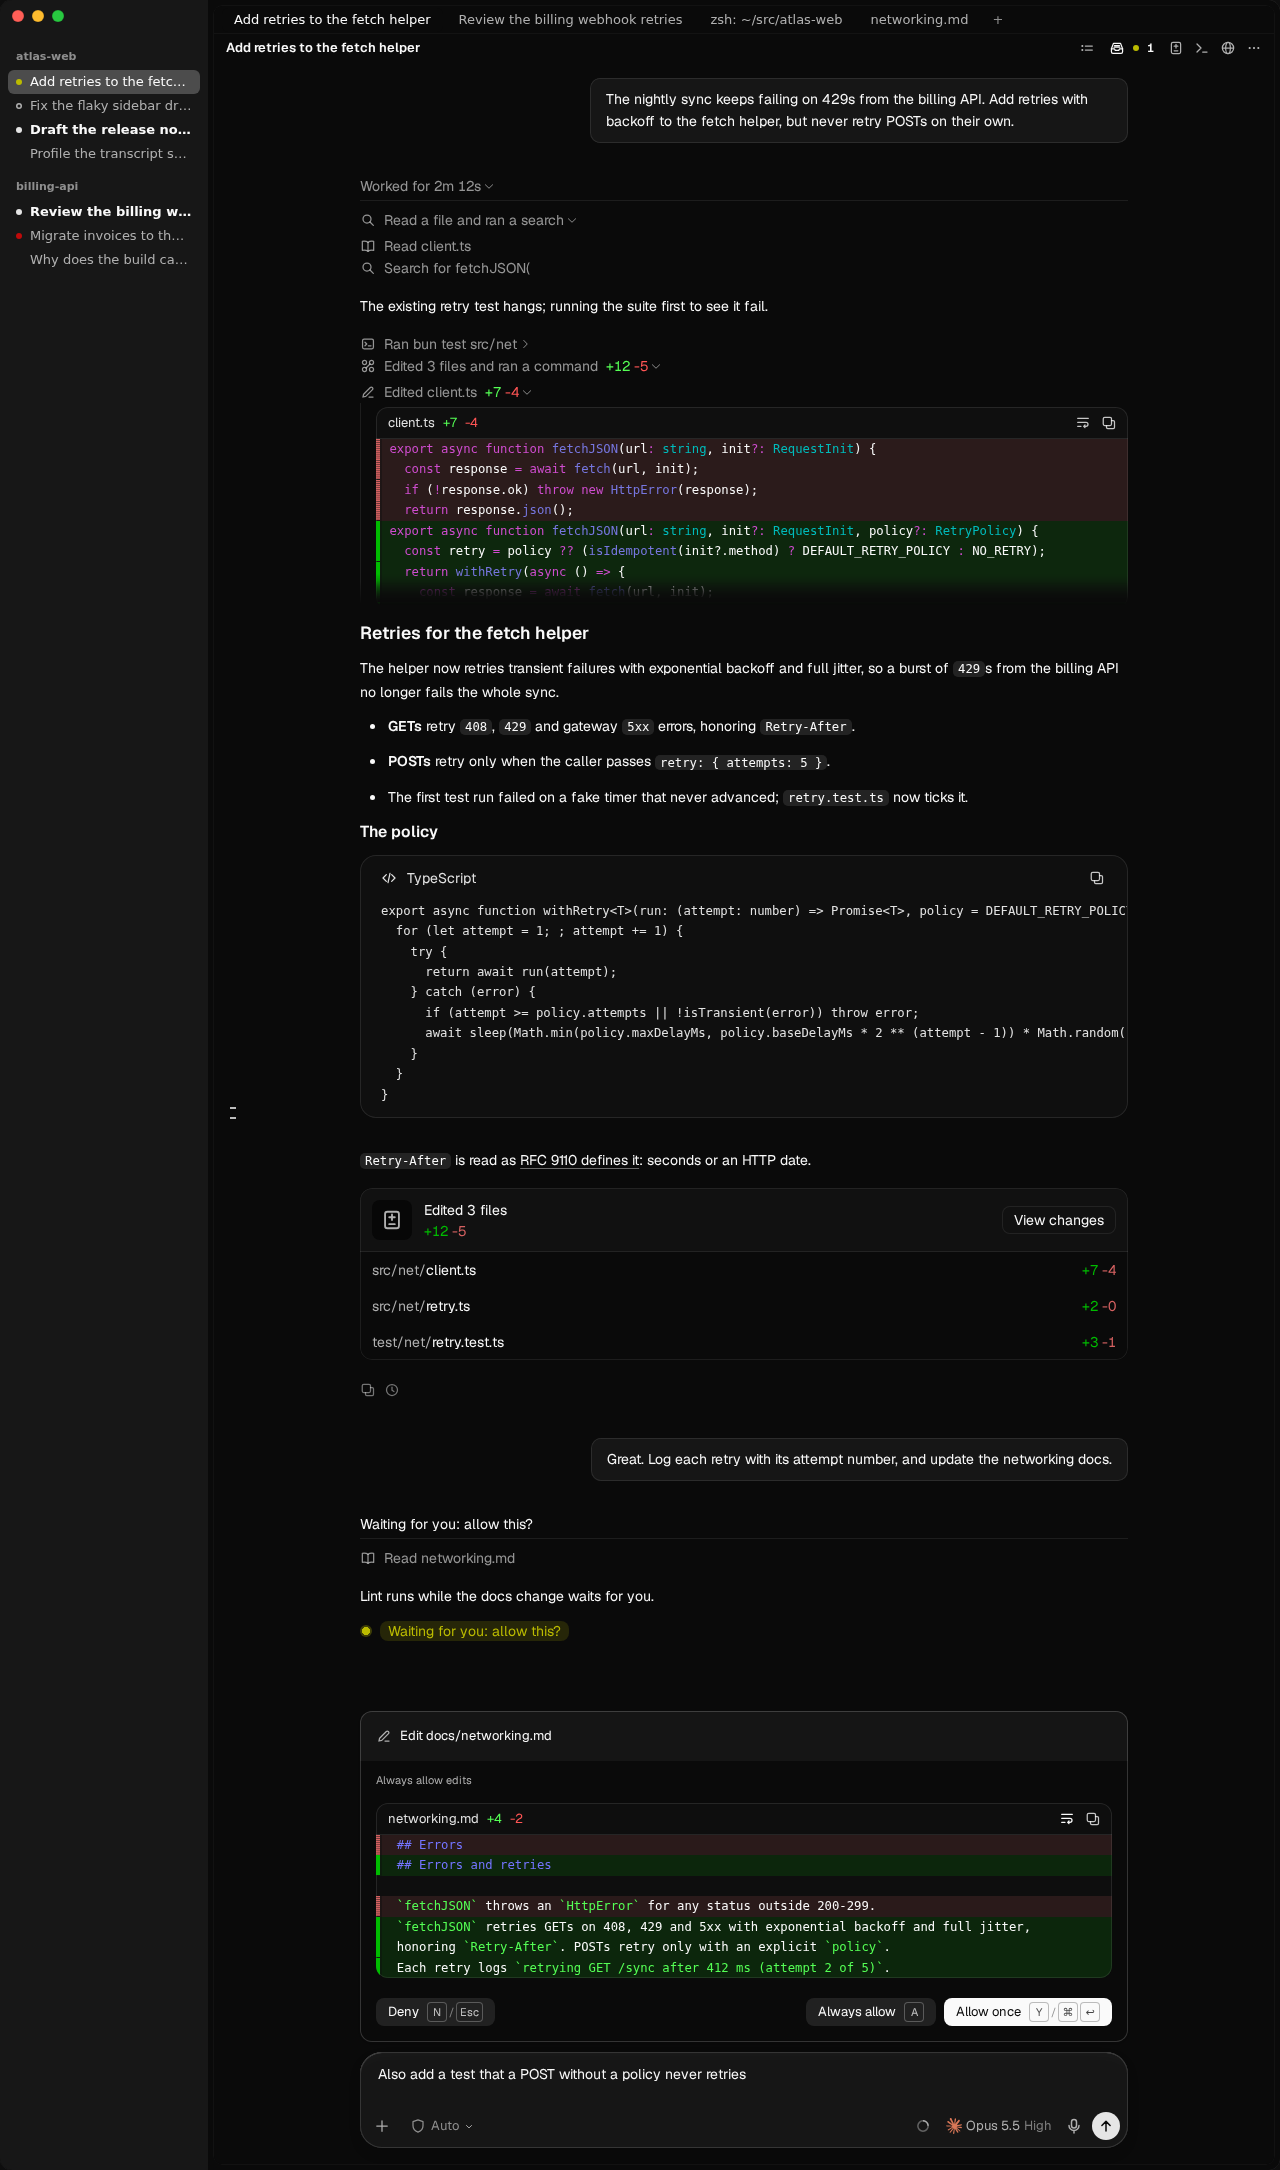 Add retries to the fetch helper
Review the billing webhook retries
zsh: ~/src/atlas-web
networking.md
+
atlas-web
Add retries to the fetc…
Fix the flaky sidebar dr…
Draft the release no…
Profile the transcript s…
billing-api
Review the billing w…
Migrate invoices to th…
Why does the build ca…
Add retries to the fetch helper
1
The nightly sync keeps failing on 429s from the billing API. Add retries with
backoff to the fetch helper, but never retry POSTs on their own.
Worked for 2m 12s
Read a file and ran a search
Read client.ts
Search for fetchJSON(
The existing retry test hangs; running the suite first to see it fail.
Ran bun test src/net
Edited 3 files and ran a command +12 -5
Edited client.ts +7 -4
client.ts +7 -4
export async function fetchJSON(url: string, init?: RequestInit) {
  const response = await fetch(url, init);
  if (!response.ok) throw new HttpError(response);
  return response.json();
export async function fetchJSON(url: string, init?: RequestInit, policy?: RetryPolicy) {
  const retry = policy ?? (isIdempotent(init?.method) ? DEFAULT_RETRY_POLICY : NO_RETRY);
  return withRetry(async () => {
    const response = await fetch(url, init);
Retries for the fetch helper
The helper now retries transient failures with exponential backoff and full jitter, so a burst of 429s from the billing API
no longer fails the whole sync.
• GETs retry 408, 429 and gateway 5xx errors, honoring Retry-After.
• POSTs retry only when the caller passes retry: { attempts: 5 }.
• The first test run failed on a fake timer that never advanced; retry.test.ts now ticks it.
The policy
TypeScript
export async function withRetry<T>(run: (attempt: number) => Promise<T>, policy = DEFAULT_RETRY_POLIC
  for (let attempt = 1; ; attempt += 1) {
    try {
      return await run(attempt);
    } catch (error) {
      if (attempt >= policy.attempts || !isTransient(error)) throw error;
      await sleep(Math.min(policy.maxDelayMs, policy.baseDelayMs * 2 ** (attempt - 1)) * Math.random(
    }
  }
}
Retry-After is read as RFC 9110 defines it: seconds or an HTTP date.
Edited 3 files
+12 -5
View changes
src/net/client.ts +7 -4
src/net/retry.ts +2 -0
test/net/retry.test.ts +3 -1
Great. Log each retry with its attempt number, and update the networking docs.
Waiting for you: allow this?
Read networking.md
Lint runs while the docs change waits for you.
Waiting for you: allow this?
Edit docs/networking.md
Always allow edits
networking.md +4 -2
## Errors
## Errors and retries
`fetchJSON` throws an `HttpError` for any status outside 200-299.
`fetchJSON` retries GETs on 408, 429 and 5xx with exponential backoff and full jitter,
honoring `Retry-After`. POSTs retry only with an explicit `policy`.
Each retry logs `retrying GET /sync after 412 ms (attempt 2 of 5)`.
Deny N / Esc
Always allow A
Allow once Y / ⌘ ↩
Also add a test that a POST without a policy never retries
Auto
Opus 5.5 High